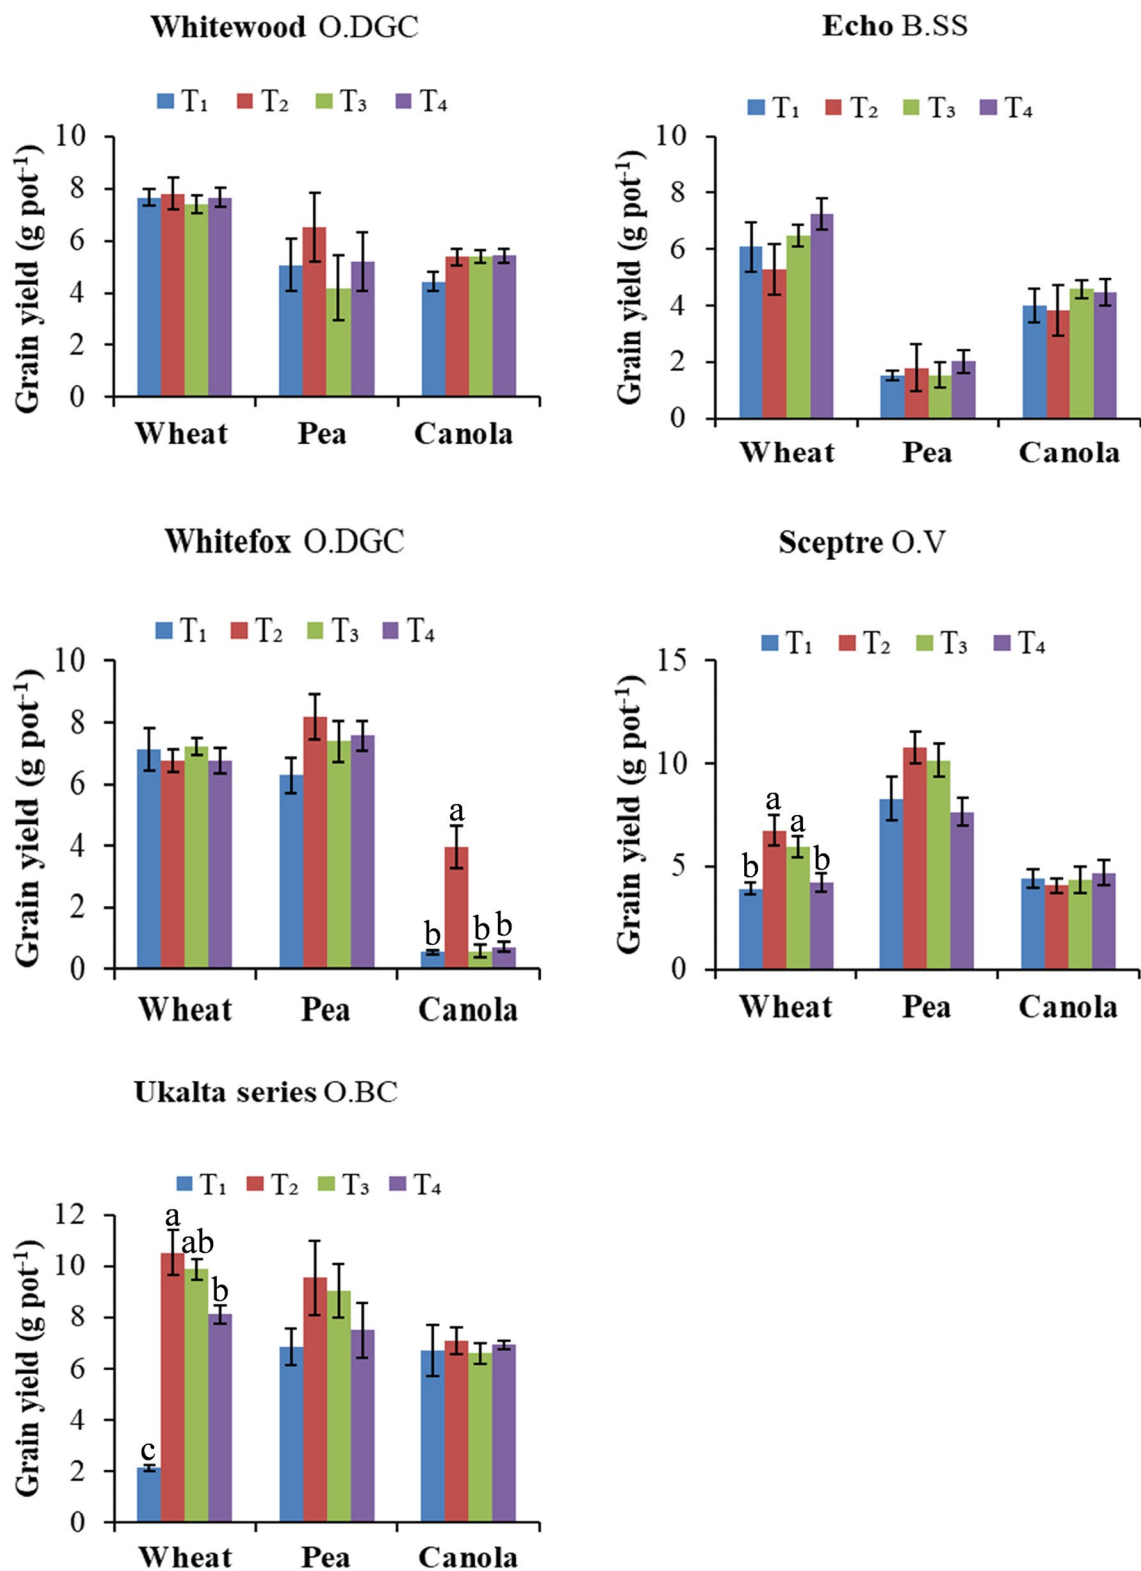 Whitewood O.DGC
T₁ T₂ T₃ T₄
Grain yield (g pot⁻¹)
10
8
6
4
2
0
Wheat Pea Canola
Echo B.SS
T₁ T₂ T₃ T₄
Grain yield (g pot⁻¹)
10
8
6
4
2
0
Wheat Pea Canola
Whitefox O.DGC
T₁ T₂ T₃ T₄
Grain yield (g pot⁻¹)
10
8
6
4
2
0
a
b b b
Wheat Pea Canola
Sceptre O.V
T₁ T₂ T₃ T₄
Grain yield (g pot⁻¹)
15
10
5
0
b a a b
Wheat Pea Canola
Ukalta series O.BC
T₁ T₂ T₃ T₄
Grain yield (g pot⁻¹)
12
10
8
6
4
2
0
c a ab b
Wheat Pea Canola